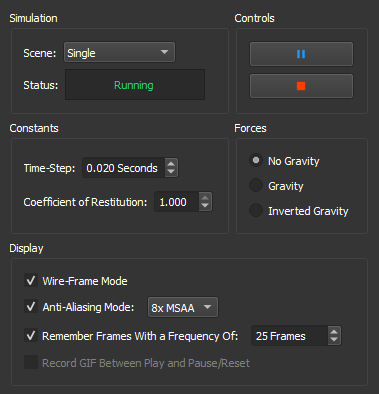 Simulation
Controls
Scene: Single
Status: Running
Constants
Forces
Time-Step: 0.020 Seconds
Coefficient of Restitution: 1.000
No Gravity
Gravity
Inverted Gravity
Display
Wire-Frame Mode
Anti-Aliasing Mode: 8x MSAA
Remember Frames With a Frequency Of: 25 Frames
Record GIF Between Play and Pause/Reset